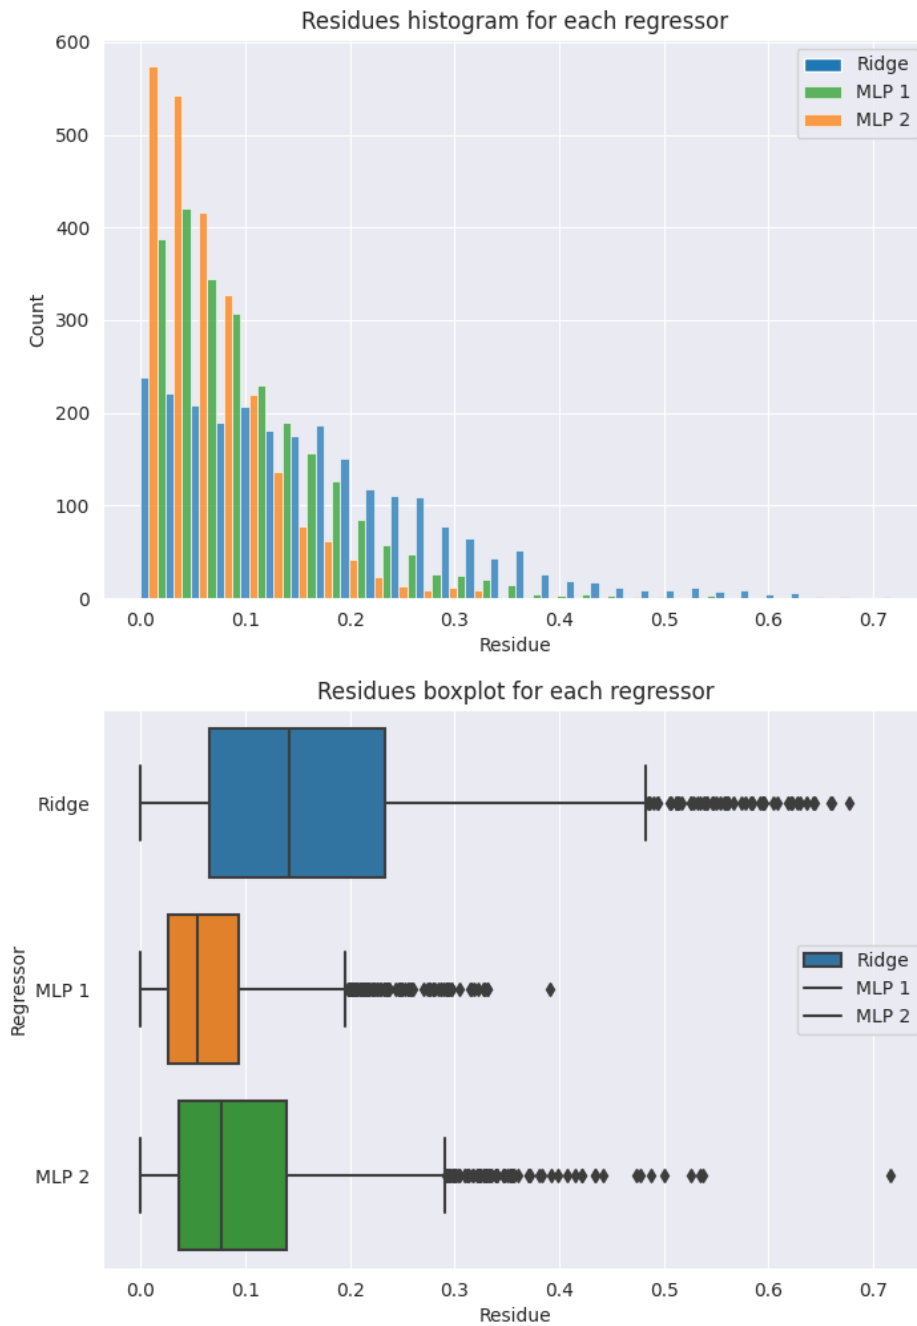 Residues histogram for each regressor
600
500
400
300
200
100
0
Count
Ridge
MLP 1
MLP 2
0.0 0.1 0.2 0.3 0.4 0.5 0.6 0.7
Residue
Residues boxplot for each regressor
Ridge
MLP 1
MLP 2
Regressor
Ridge
MLP 1
MLP 2
0.0 0.1 0.2 0.3 0.4 0.5 0.6 0.7
Residue